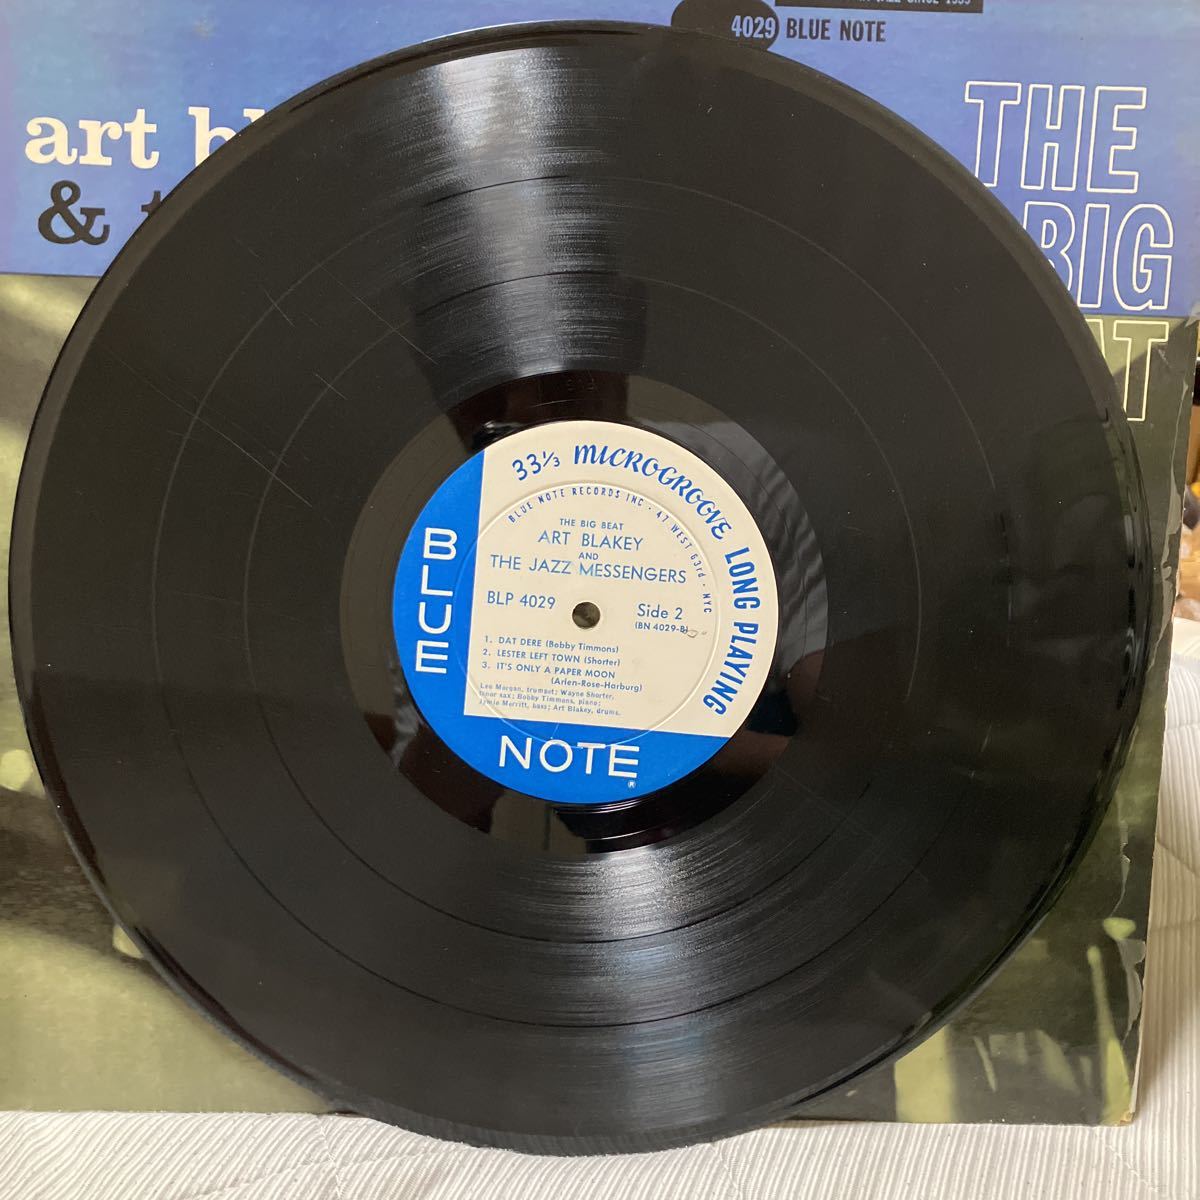 4029 BLUE NOTE
THE
BIG
art
&
33⅓ MICROGROOVE LONG PLAYING
BLUE NOTE RECORDS INC · 47 WEST 63rd · NYC
THE BIG BEAT
ART BLAKEY
AND
THE JAZZ MESSENGERS
BLP 4029
Side 2
(BN 4029-B)
1. DAT DERE (Bobby Timmons)
2. LESTER LEFT TOWN (Shorter)
3. IT'S ONLY A PAPER MOON
(Arlen-Rose-Harburg)
Lee Morgan, trumpet; Wayne Shorter,
tenor sax; Bobby Timmons, piano;
Jymie Merritt, bass; Art Blakey, drums.
BLUE
NOTE
®